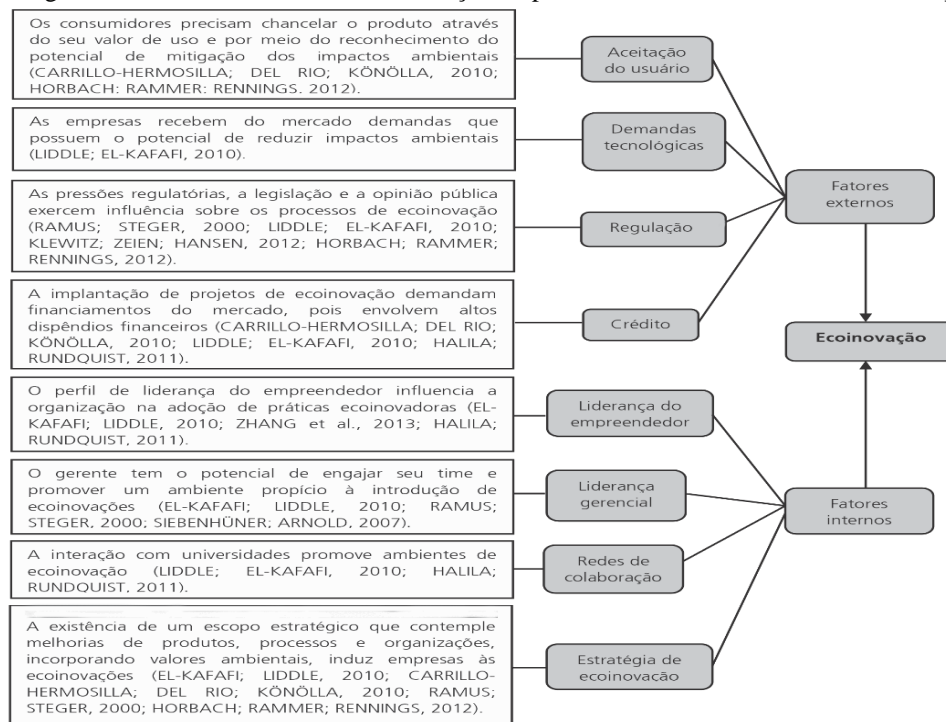 Os consumidores precisam chancelar o produto através
do seu valor de uso e por meio do reconhecimento do
potencial de mitigação dos impactos ambientais
(CARRILLO-HERMOSILLA; DEL RIO; KÖNÖLLA, 2010;
HORBACH: RAMMER: RENNINGS. 2012).
Aceitação
do usuário
As empresas recebem do mercado demandas que
possuem o potencial de reduzir impactos ambientais
(LIDDLE; EL-KAFAFI, 2010).
Demandas
tecnológicas
As pressões regulatórias, a legislação e a opinião pública
exercem influência sobre os processos de ecoinovação
(RAMUS; STEGER, 2000; LIDDLE; EL-KAFAFI, 2010;
KLEWITZ; ZEIEN; HANSEN, 2012; HORBACH; RAMMER;
RENNINGS, 2012).
Regulação
Fatores
externos
A implantação de projetos de ecoinovação demandam
financiamentos do mercado, pois envolvem altos
dispêndios financeiros (CARRILLO-HERMOSILLA; DEL RIO;
KÖNÖLLA, 2010; LIDDLE; EL-KAFAFI, 2010; HALILA;
RUNDQUIST, 2011).
Crédito
Ecoinovação
O perfil de liderança do empreendedor influencia a
organização na adoção de práticas ecoinovadoras (EL-
KAFAFI; LIDDLE, 2010; ZHANG et al., 2013; HALILA;
RUNDQUIST, 2011).
Liderança do
empreendedor
O gerente tem o potencial de engajar seu time e
promover um ambiente propício à introdução de
ecoinovações (EL-KAFAFI; LIDDLE, 2010; RAMUS;
STEGER, 2000; SIEBENHÜNER; ARNOLD, 2007).
Liderança
gerencial
Fatores
internos
A interação com universidades promove ambientes de
ecoinovação (LIDDLE; EL-KAFAFI, 2010; HALILA;
RUNDQUIST, 2011).
Redes de
colaboração
A existência de um escopo estratégico que contemple
melhorias de produtos, processos e organizações,
incorporando valores ambientais, induz empresas às
ecoinovações (EL-KAFAFI; LIDDLE, 2010; CARRILLO-
HERMOSILLA; DEL RIO; KÖNÖLLA, 2010; RAMUS;
STEGER, 2000; HORBACH; RAMMER; RENNINGS, 2012).
Estratégia de
ecoinovação